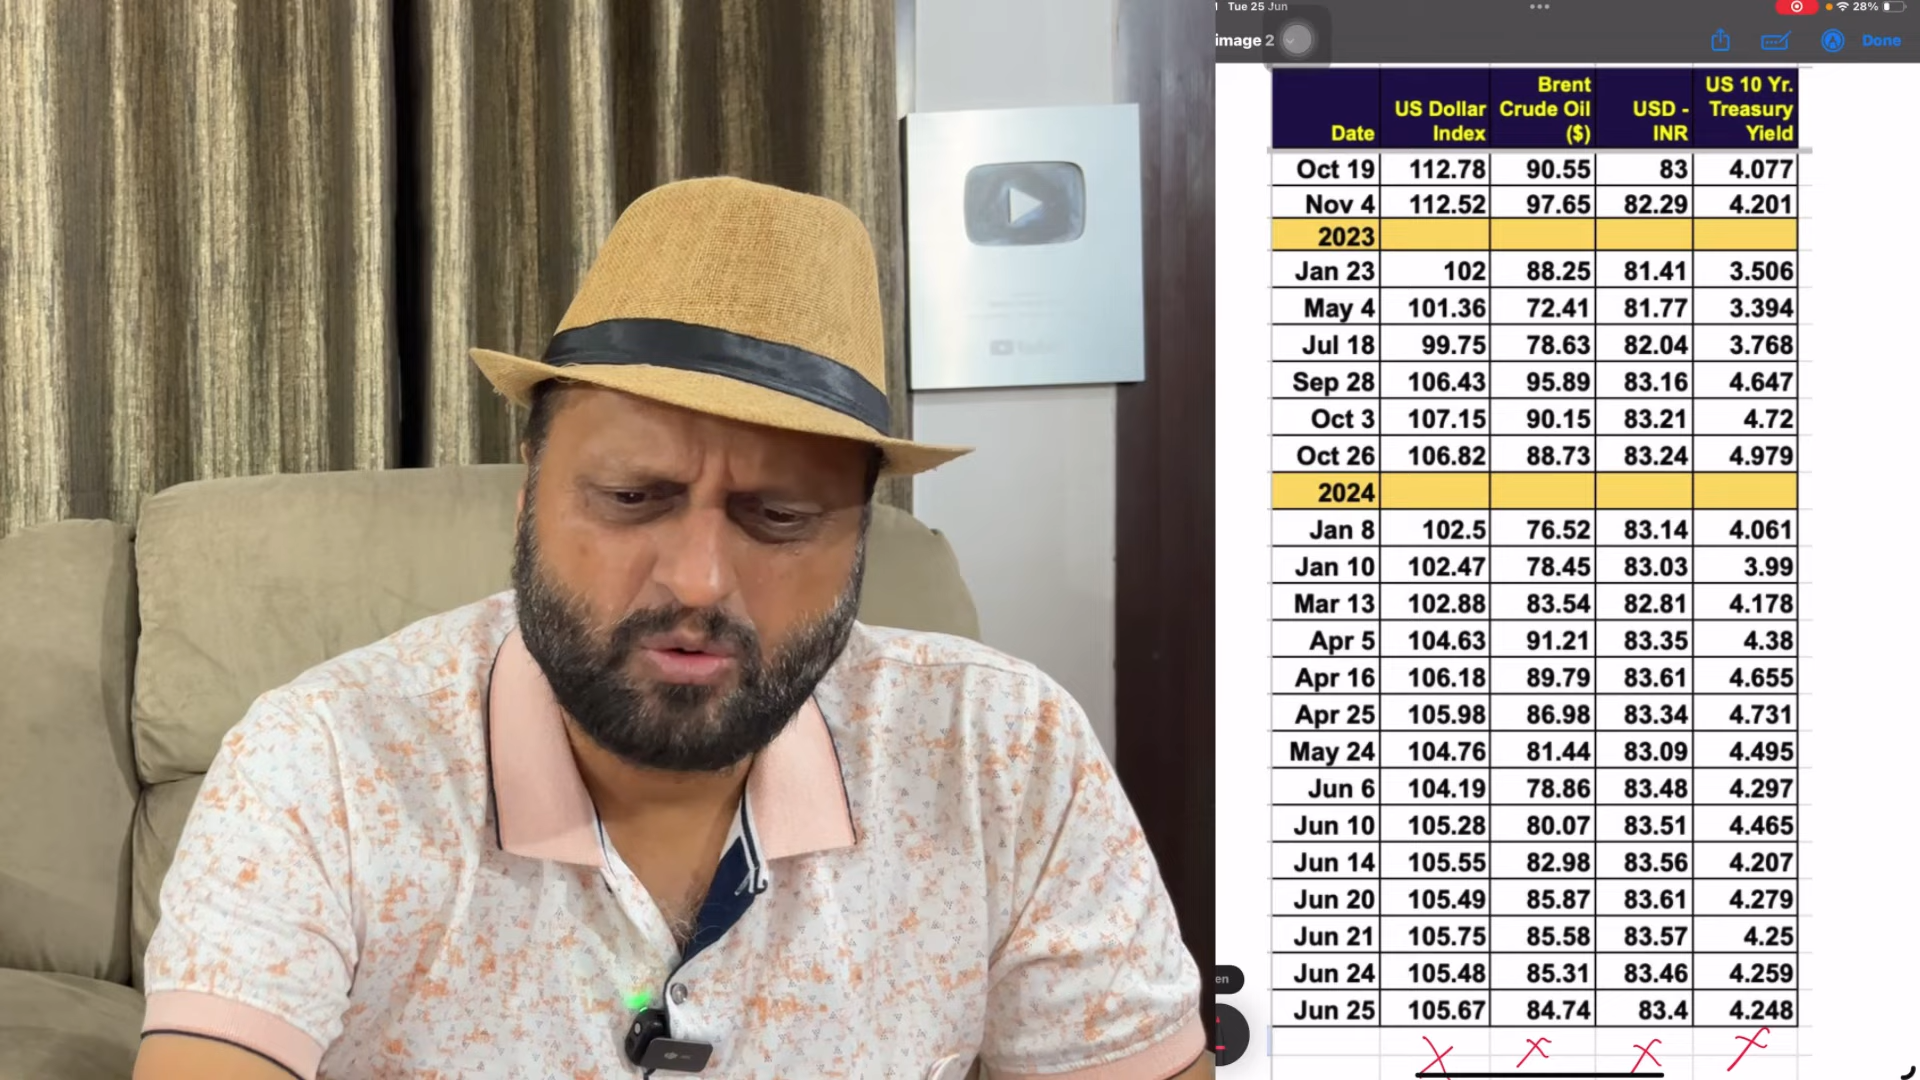 Tue 25 Jun
28%
image 2
Done
Date US Dollar Index Brent Crude Oil ($) USD - INR US 10 Yr. Treasury Yield
Oct 19 112.78 90.55 83 4.077
Nov 4 112.52 97.65 82.29 4.201
2023
Jan 23 102 88.25 81.41 3.506
May 4 101.36 72.41 81.77 3.394
Jul 18 99.75 78.63 82.04 3.768
Sep 28 106.43 95.89 83.16 4.647
Oct 3 107.15 90.15 83.21 4.72
Oct 26 106.82 88.73 83.24 4.979
2024
Jan 8 102.5 76.52 83.14 4.061
Jan 10 102.47 78.45 83.03 3.99
Mar 13 102.88 83.54 82.81 4.178
Apr 5 104.63 91.21 83.35 4.38
Apr 16 106.18 89.79 83.61 4.655
Apr 25 105.98 86.98 83.34 4.731
May 24 104.76 81.44 83.09 4.495
Jun 6 104.19 78.86 83.48 4.297
Jun 10 105.28 80.07 83.51 4.465
Jun 14 105.55 82.98 83.56 4.207
Jun 20 105.49 85.87 83.61 4.279
Jun 21 105.75 85.58 83.57 4.25
Jun 24 105.48 85.31 83.46 4.259
Jun 25 105.67 84.74 83.4 4.248
en